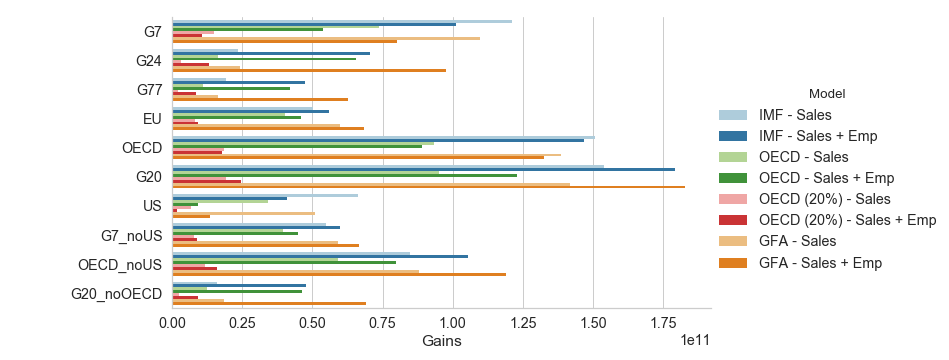 G7
G24
G77
EU
OECD
G20
US
G7_noUS
OECD_noUS
G20_noOECD
0.00 0.25 0.50 0.75 1.00 1.25 1.50 1.75
1e11
Gains
Model
IMF - Sales
IMF - Sales + Emp
OECD - Sales
OECD - Sales + Emp
OECD (20%) - Sales
OECD (20%) - Sales + Emp
GFA - Sales
GFA - Sales + Emp